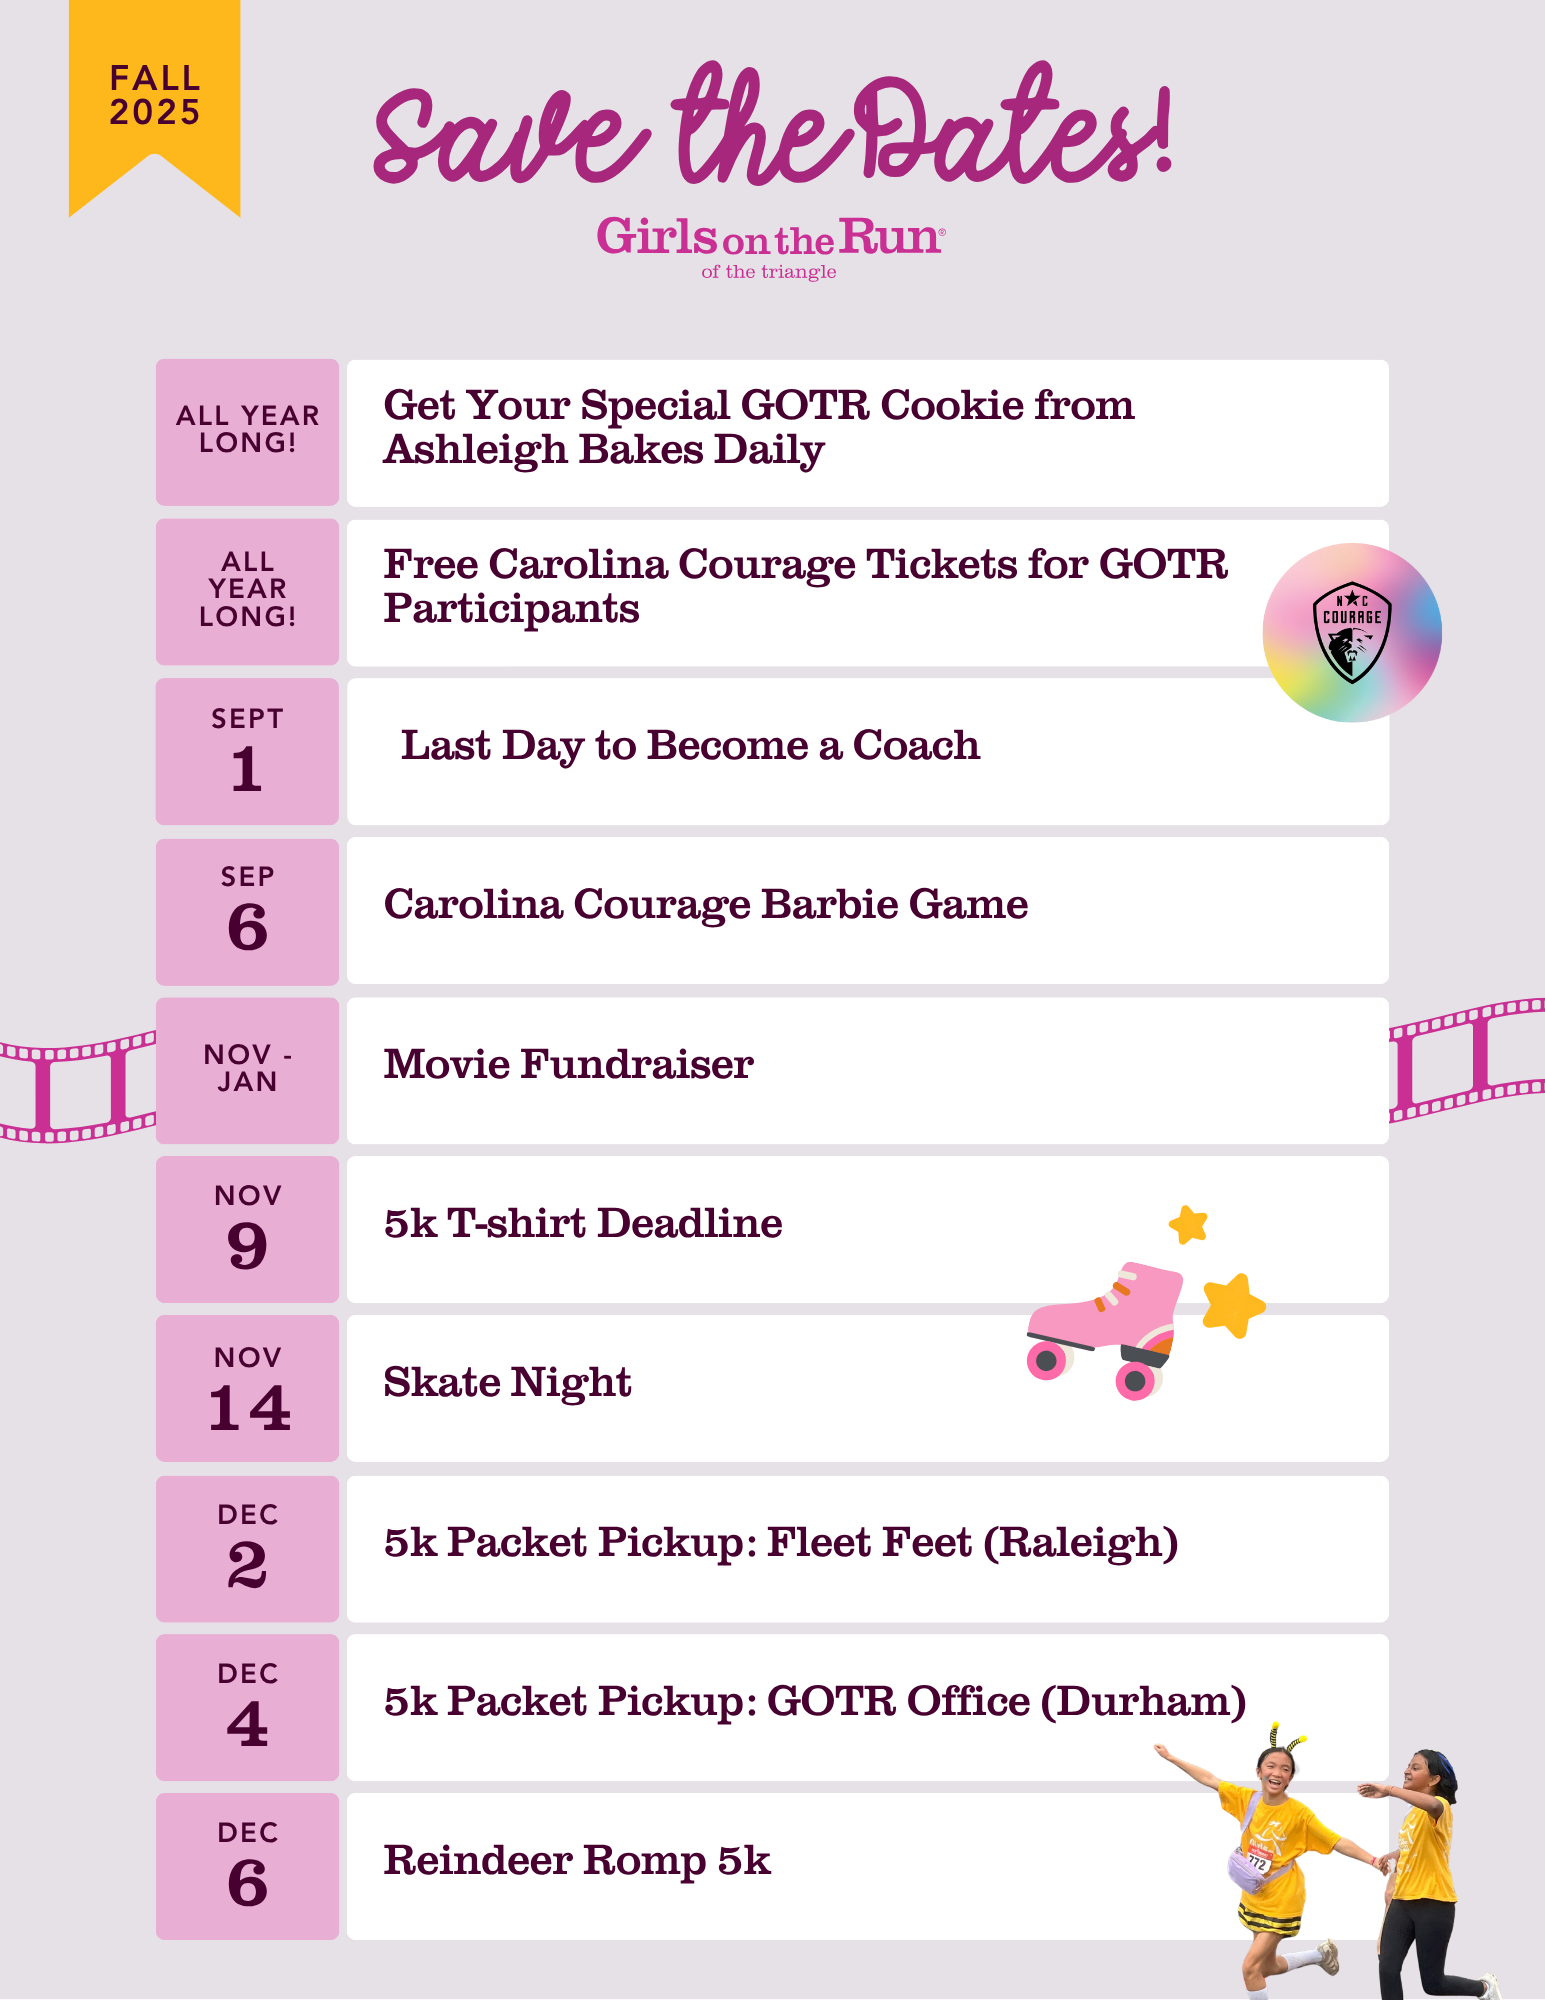 FALL
2025
Save the Dates!
Girls on the Run®
of the triangle
ALL YEAR
LONG!
Get Your Special GOTR Cookie from
Ashleigh Bakes Daily
ALL
YEAR
LONG!
Free Carolina Courage Tickets for GOTR
Participants
N C
COURAGE
SEPT
1
Last Day to Become a Coach
SEP
6
Carolina Courage Barbie Game
NOV -
JAN
Movie Fundraiser
NOV
9
5k T-shirt Deadline
NOV
14
Skate Night
DEC
2
5k Packet Pickup: Fleet Feet (Raleigh)
DEC
4
5k Packet Pickup: GOTR Office (Durham)
DEC
6
Reindeer Romp 5k
772